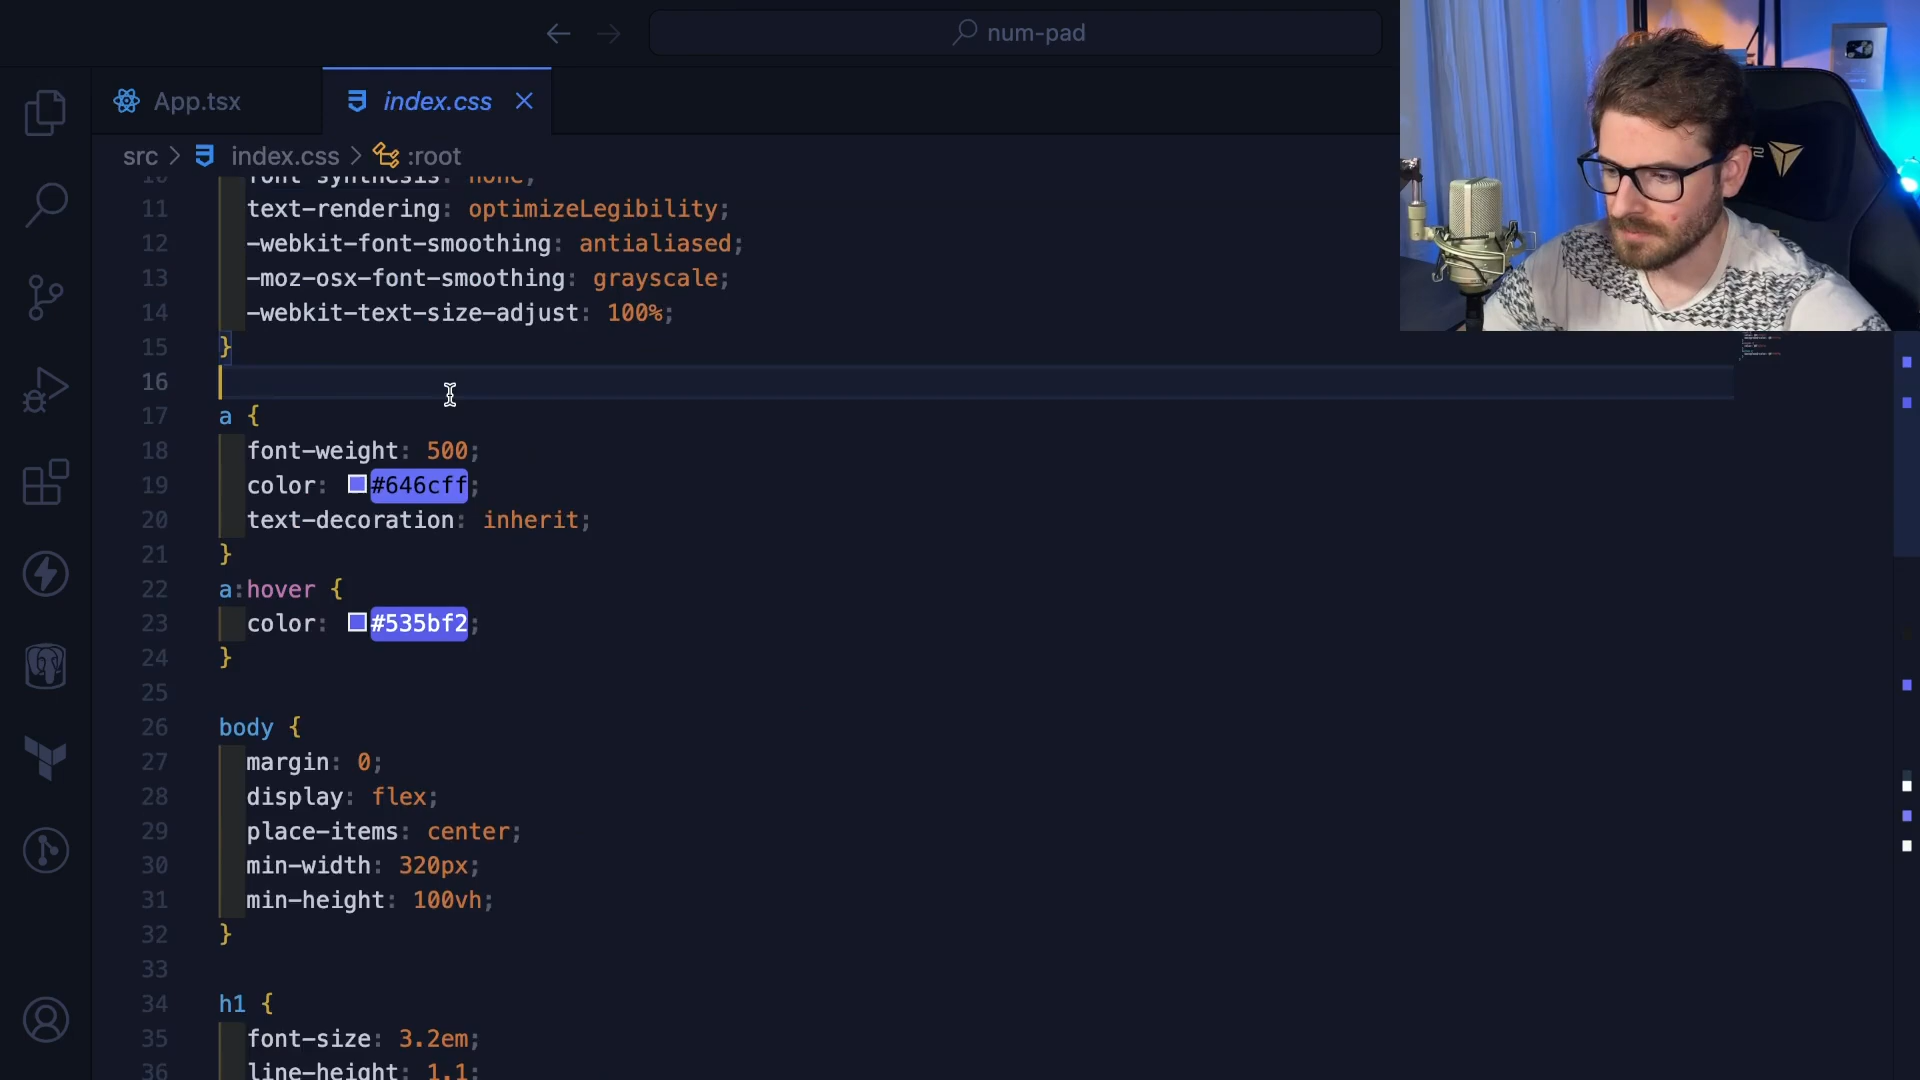 num-pad
App.tsx
index.css
src > index.css > :root
10 font-synthesis: none;
11 text-rendering: optimizeLegibility;
12 -webkit-font-smoothing: antialiased;
13 -moz-osx-font-smoothing: grayscale;
14 -webkit-text-size-adjust: 100%;
15 }
16
17 a {
18 font-weight: 500;
19 color: #646cff;
20 text-decoration: inherit;
21 }
22 a:hover {
23 color: #535bf2;
24 }
25
26 body {
27 margin: 0;
28 display: flex;
29 place-items: center;
30 min-width: 320px;
31 min-height: 100vh;
32 }
33
34 h1 {
35 font-size: 3.2em;
36 line-height: 1.1;